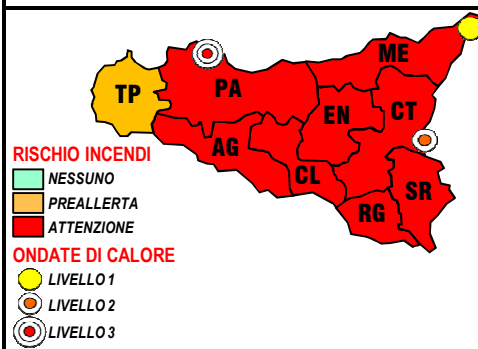 ME
TP
PA
EN
CT
AG
CL
SR
RG
RISCHIO INCENDI
NESSUNO
PREALLERTA
ATTENZIONE
ONDATE DI CALORE
LIVELLO 1
LIVELLO 2
LIVELLO 3